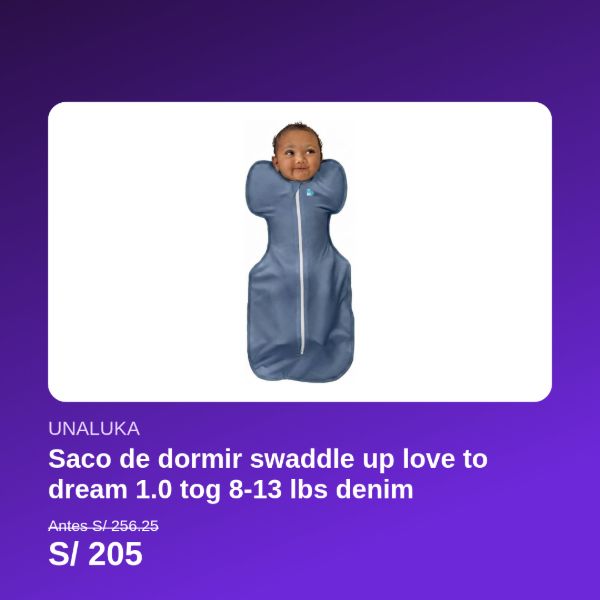 UNALUKA
Saco de dormir swaddle up love to
dream 1.0 tog 8-13 lbs denim
Antes S/ 256.25
S/ 205